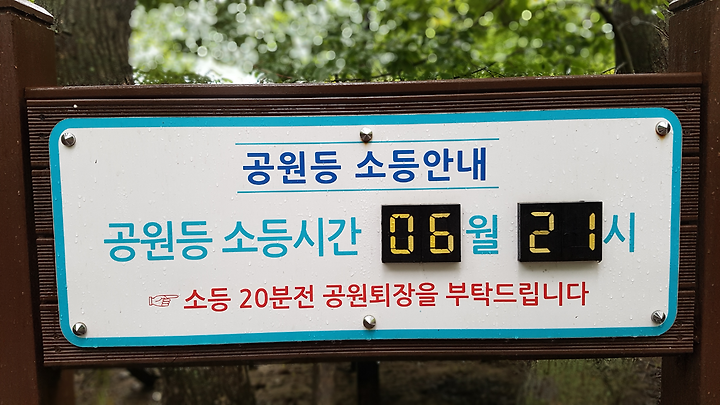 공원등 소등안내
공원등 소등시간 06월 21시
☞ 소등 20분전 공원퇴장을 부탁드립니다